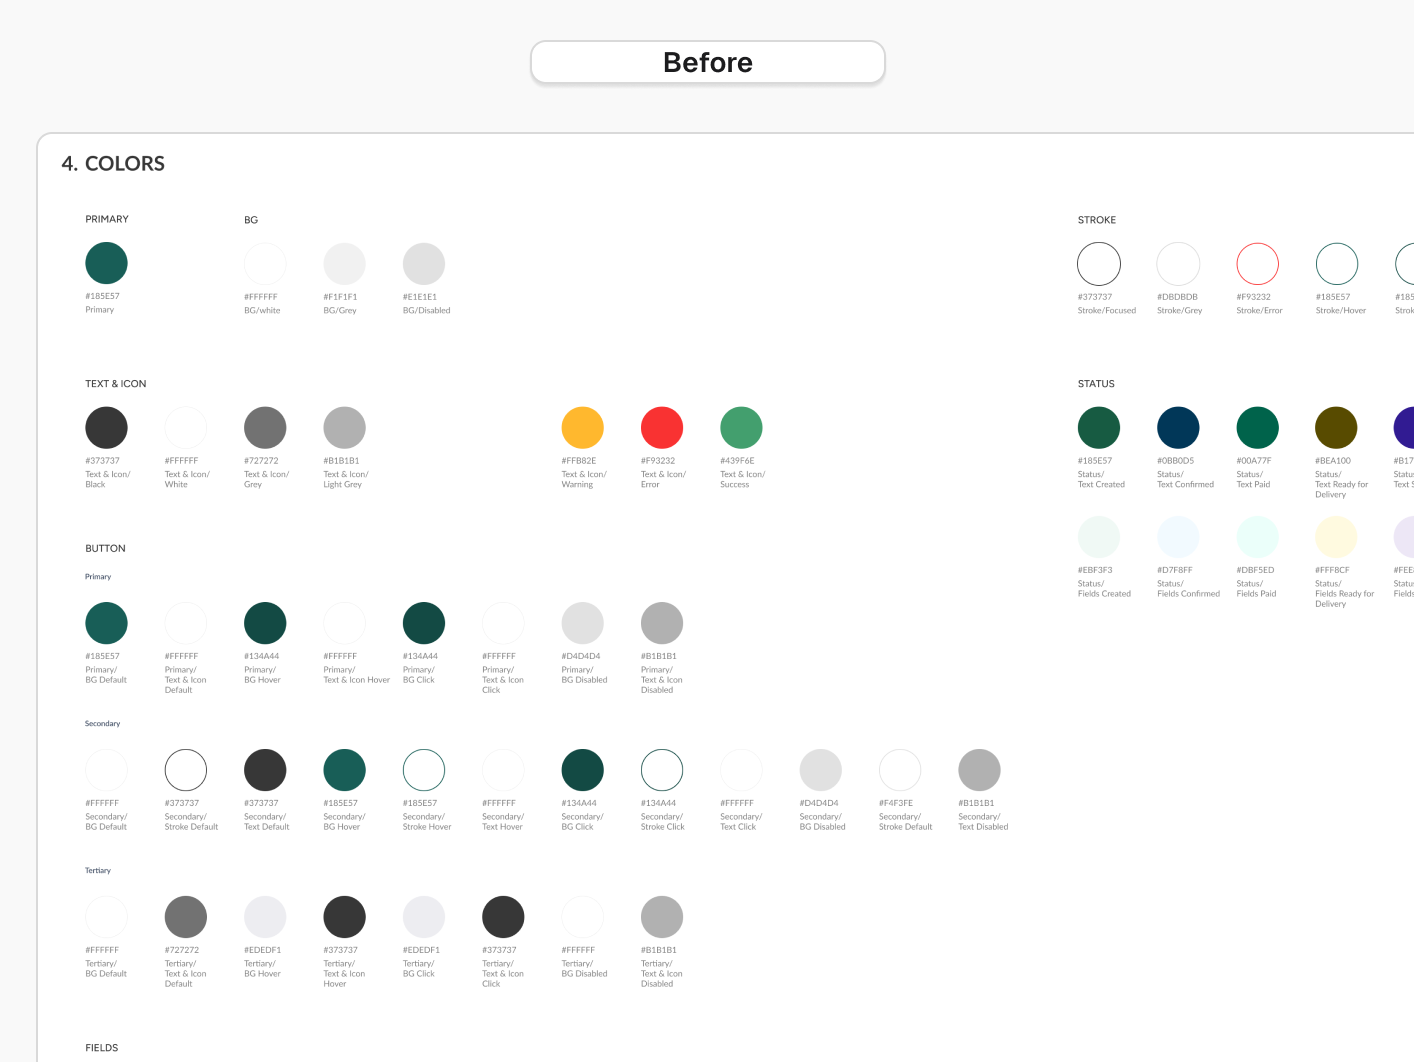 Before
4. COLORS
PRIMARY
#185E57
Primary
BG
#FFFFFF
BG/white
#F1F1F1
BG/Grey
#E1E1E1
BG/Disabled
STROKE
#373737
Stroke/Focused
#DBDBDB
Stroke/Grey
#F93232
Stroke/Error
#185E57
Stroke/Hover
#185
Strok
TEXT & ICON
#373737
Text & Icon/
Black
#FFFFFF
Text & Icon/
White
#727272
Text & Icon/
Grey
#B1B1B1
Text & Icon/
Light Grey
#FFB82E
Text & Icon/
Warning
#F93232
Text & Icon/
Error
#439F6E
Text & Icon/
Success
STATUS
#185E57
Status/
Text Created
#0BB0D5
Status/
Text Confirmed
#00A77F
Status/
Text Paid
#BEA100
Status/
Text Ready for
Delivery
#B17
Status
Text S
#EBF3F3
Status/
Fields Created
#D7F8FF
Status/
Fields Confirmed
#DBF5ED
Status/
Fields Paid
#FFF8CF
Status/
Fields Ready for
Delivery
#FEE
Status
Fields
BUTTON
Primary
#185E57
Primary/
BG Default
#FFFFFF
Primary/
Text & Icon
Default
#134A44
Primary/
BG Hover
#FFFFFF
Primary/
Text & Icon Hover
#134A44
Primary/
BG Click
#FFFFFF
Primary/
Text & Icon
Click
#D4D4D4
Primary/
BG Disabled
#B1B1B1
Primary/
Text & Icon
Disabled
Secondary
#FFFFFF
Secondary/
BG Default
#373737
Secondary/
Stroke Default
#373737
Secondary/
Text Default
#185E57
Secondary/
BG Hover
#185E57
Secondary/
Stroke Hover
#FFFFFF
Secondary/
Text Hover
#134A44
Secondary/
BG Click
#134A44
Secondary/
Stroke Click
#FFFFFF
Secondary/
Text Click
#D4D4D4
Secondary/
BG Disabled
#F4F3FE
Secondary/
Stroke Default
#B1B1B1
Secondary/
Text Disabled
Tertiary
#FFFFFF
Tertiary/
BG Default
#727272
Tertiary/
Text & Icon
Default
#EDEDF1
Tertiary/
BG Hover
#373737
Tertiary/
Text & Icon
Hover
#EDEDF1
Tertiary/
BG Click
#373737
Tertiary/
Text & Icon
Click
#FFFFFF
Tertiary/
BG Disabled
#B1B1B1
Tertiary/
Text & Icon
Disabled
FIELDS